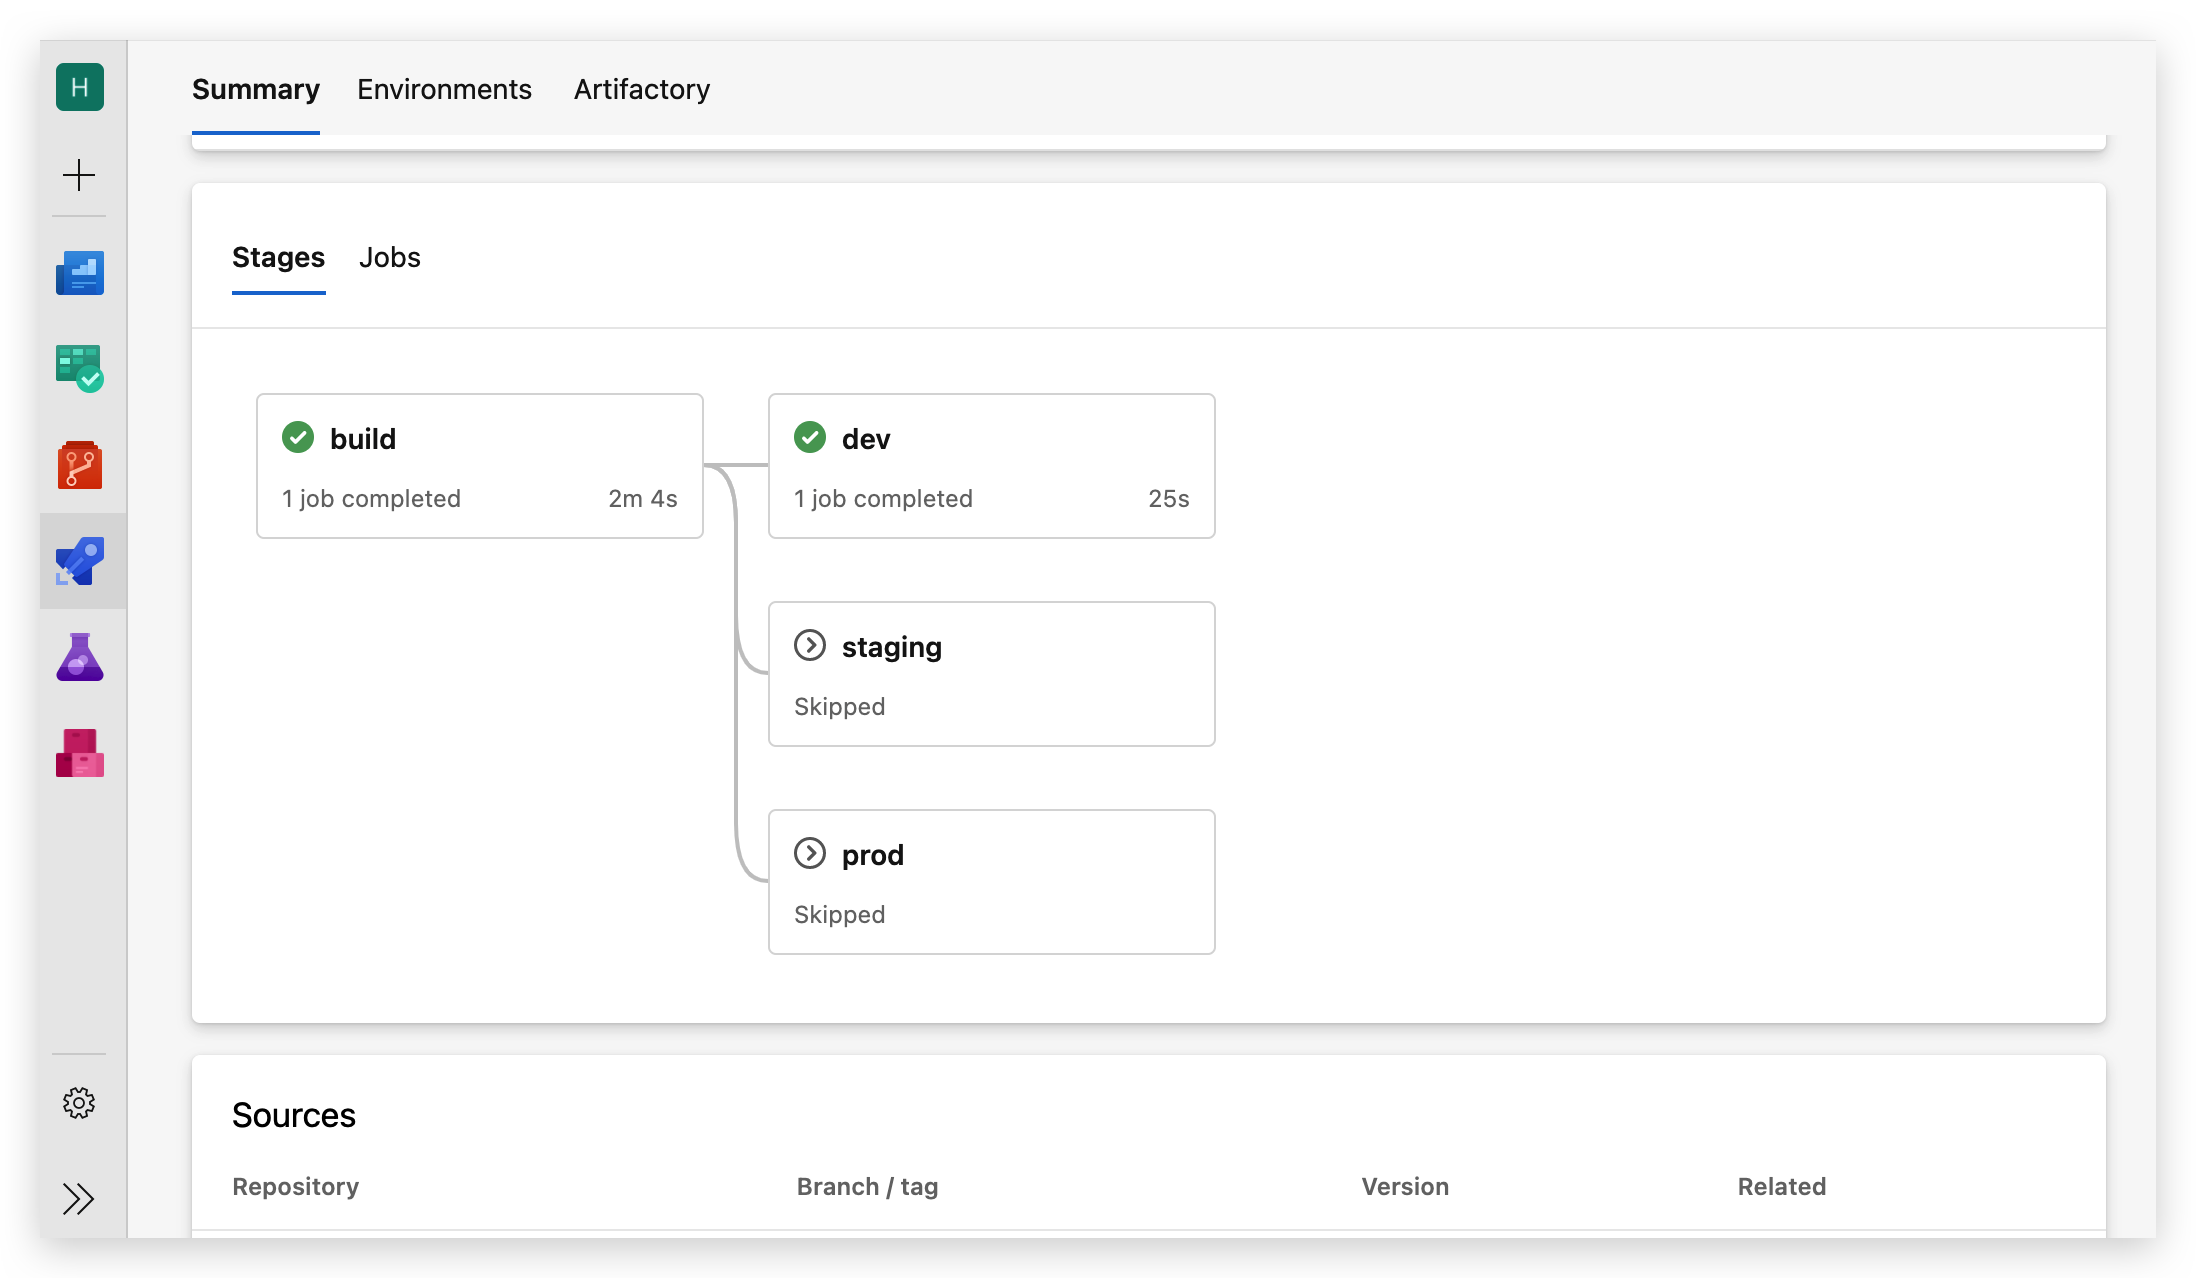 H
Summary Environments Artifactory
Stages Jobs
build
1 job completed 2m 4s
dev
1 job completed 25s
staging
Skipped
prod
Skipped
Sources
Repository Branch / tag Version Related